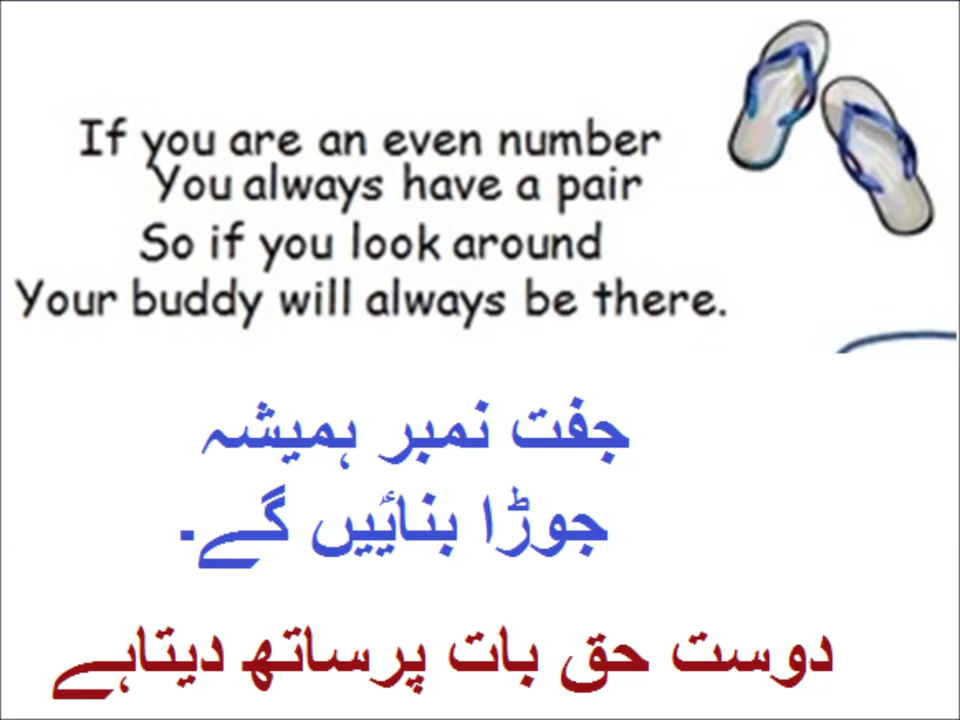 If you are an even number
You always have a pair
So if you look around
Your buddy will always be there.
جفت نمبر ہمیشہ
جوڑا بنائییں گے۔
دوست حق بات پرساتھ دیتاہے